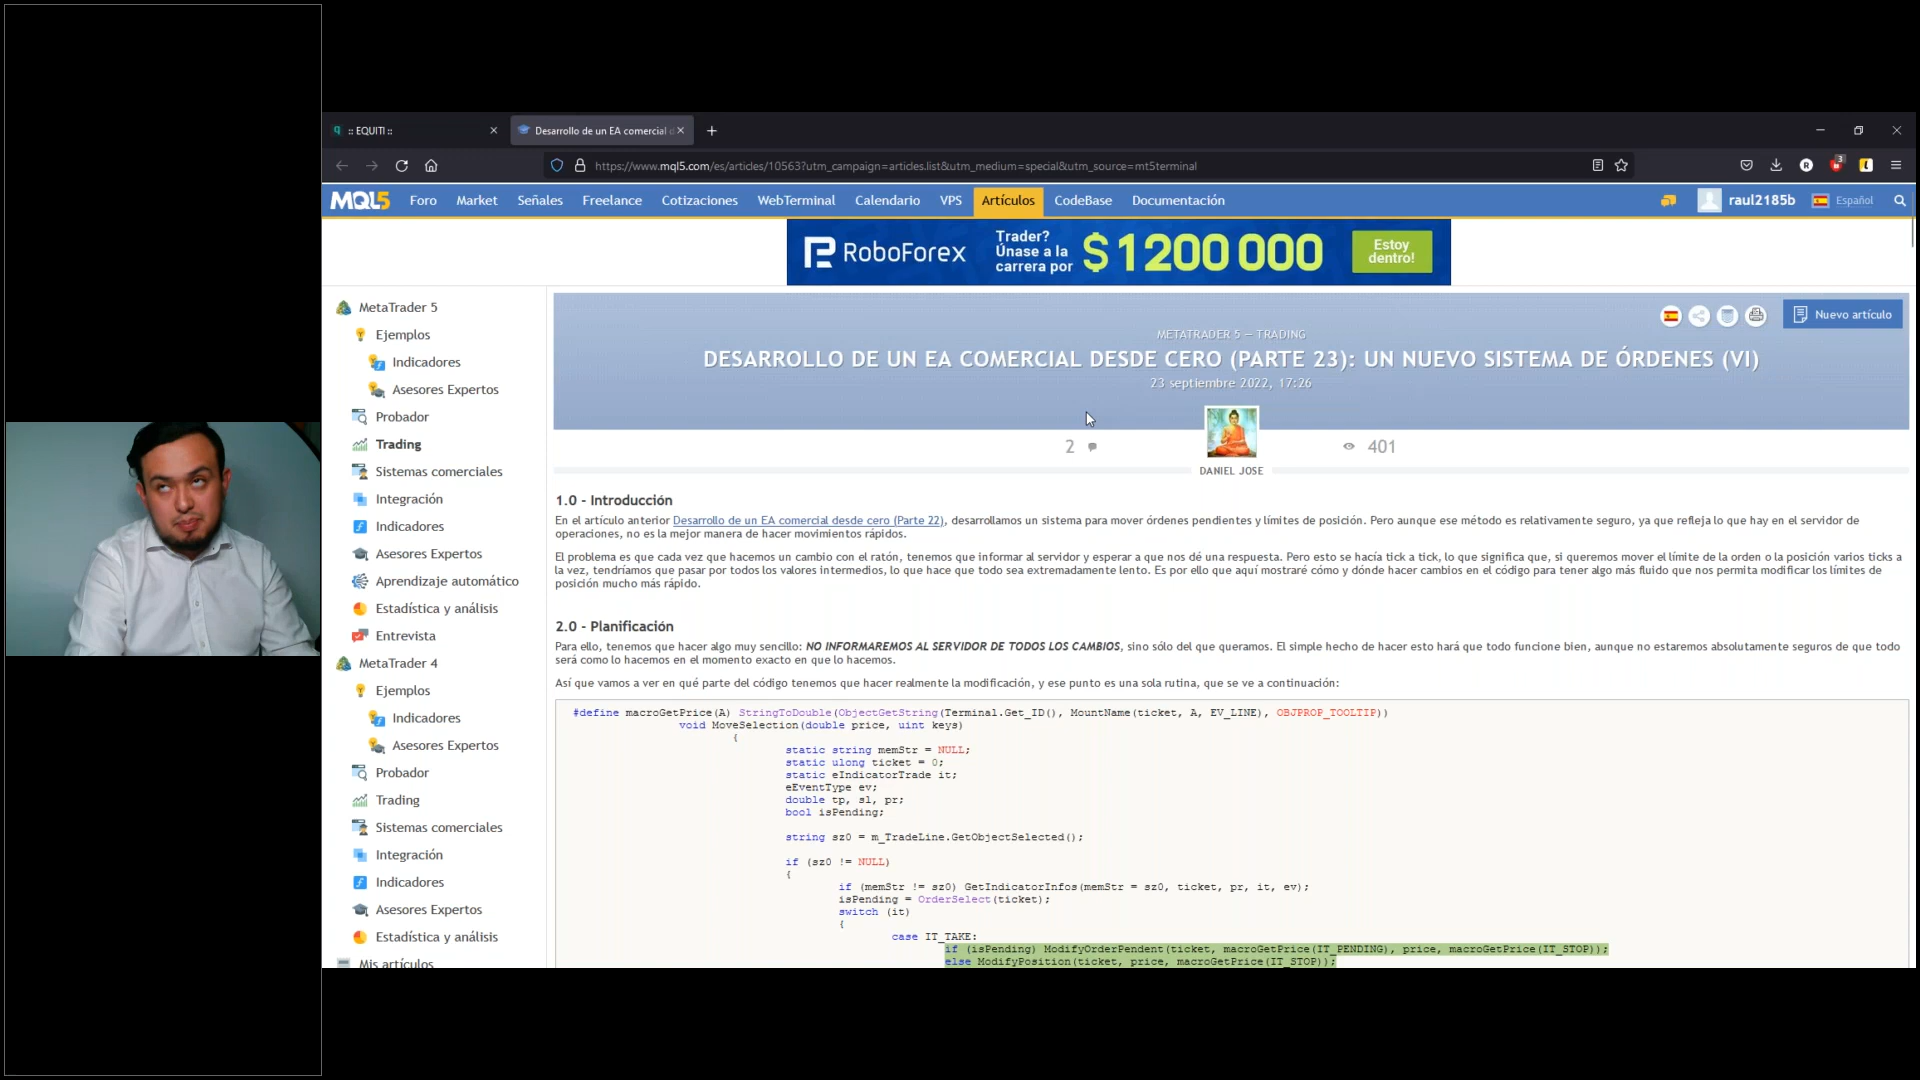 :: EQUITI ::
Desarrollo de un EA comercial d
https://www.mql5.com/es/articles/10563?utm_campaign=articles.list&utm_medium=special&utm_source=mt5terminal
R
3
MQL5
Foro
Market
Señales
Freelance
Cotizaciones
WebTerminal
Calendario
VPS
Artículos
CodeBase
Documentación
raul2185b
Español
RoboForex
Trader?
Únase a la
carrera por
$1200 000
Estoy
dentro!
MetaTrader 5
Ejemplos
Indicadores
Asesores Expertos
Probador
Trading
Sistemas comerciales
Integración
Indicadores
Asesores Expertos
Aprendizaje automático
Estadística y análisis
Entrevista
MetaTrader 4
Ejemplos
Indicadores
Asesores Expertos
Probador
Trading
Sistemas comerciales
Integración
Indicadores
Asesores Expertos
Estadística y análisis
Mis artículos
Nuevo artículo
METATRADER 5 — TRADING
DESARROLLO DE UN EA COMERCIAL DESDE CERO (PARTE 23): UN NUEVO SISTEMA DE ÓRDENES (VI)
23 septiembre 2022, 17:26
2
401
DANIEL JOSE
1.0 - Introducción
En el artículo anterior Desarrollo de un EA comercial desde cero (Parte 22), desarrollamos un sistema para mover órdenes pendientes y límites de posición. Pero aunque ese método es relativamente seguro, ya que refleja lo que hay en el servidor de
operaciones, no es la mejor manera de hacer movimientos rápidos.
El problema es que cada vez que hacemos un cambio con el ratón, tenemos que informar al servidor y esperar a que nos dé una respuesta. Pero esto se hacía tick a tick, lo que significa que, si queremos mover el límite de la orden o la posición varios ticks a
la vez, tendríamos que pasar por todos los valores intermedios, lo que hace que todo sea extremadamente lento. Es por ello que aquí mostraré cómo y dónde hacer cambios en el código para tener algo más fluido que nos permita modificar los límites de
posición mucho más rápido.
2.0 - Planificación
Para ello, tenemos que hacer algo muy sencillo: NO INFORMAREMOS AL SERVIDOR DE TODOS LOS CAMBIOS, sino sólo del que queramos. El simple hecho de hacer esto hará que todo funcione bien, aunque no estaremos absolutamente seguros de que todo
será como lo hacemos en el momento exacto en que lo hacemos.
Así que vamos a ver en qué parte del código tenemos que hacer realmente la modificación, y ese punto es una sola rutina, que se ve a continuación:
#define macroGetPrice(A) StringToDouble(ObjectGetString(Terminal.Get_ID(), MountName(ticket, A, EV_LINE), OBJPROP_TOOLTIP))
void MoveSelection(double price, uint keys)
{
static string memStr = NULL;
static ulong ticket = 0;
static eIndicatorTrade it;
eEventType ev;
double tp, sl, pr;
bool isPending;
string sz0 = m_TradeLine.GetObjectSelected();
if (sz0 != NULL)
{
if (memStr != sz0) GetIndicatorInfos(memStr = sz0, ticket, pr, it, ev);
isPending = OrderSelect(ticket);
switch (it)
{
case IT_TAKE:
if (isPending) ModifyOrderPendent(ticket, macroGetPrice(IT_PENDING), price, macroGetPrice(IT_STOP));
else ModifyPosition(ticket, price, macroGetPrice(IT_STOP));